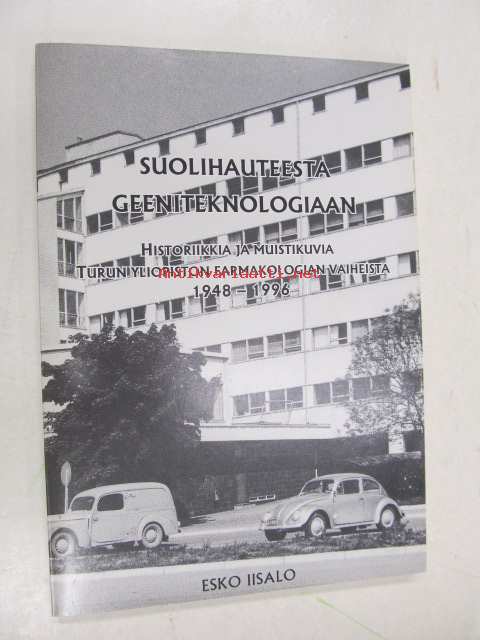 SUOLIHAUTEESTA
GEENITEKNOLOGIAAN
HISTORIIKKIA JA MUISTIKUVIA
TURUN YLIOPISTON FARMAKOLOGIAN VAIHEISTA
1948 – 1996
ESKO IISALO